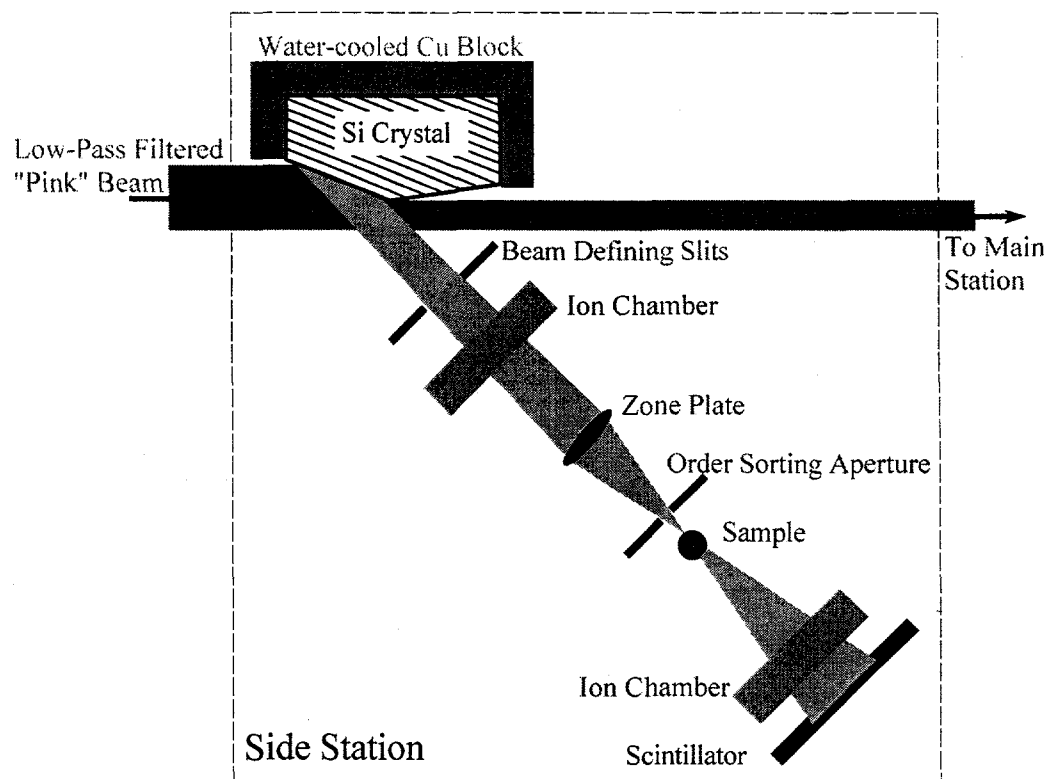 Water-cooled Cu Block
Si Crystal
Low-Pass Filtered
"Pink" Beam
To Main
Station
Beam Defining Slits
Ion Chamber
Zone Plate
Order Sorting Aperture
Sample
Ion Chamber
Scintillator
Side Station